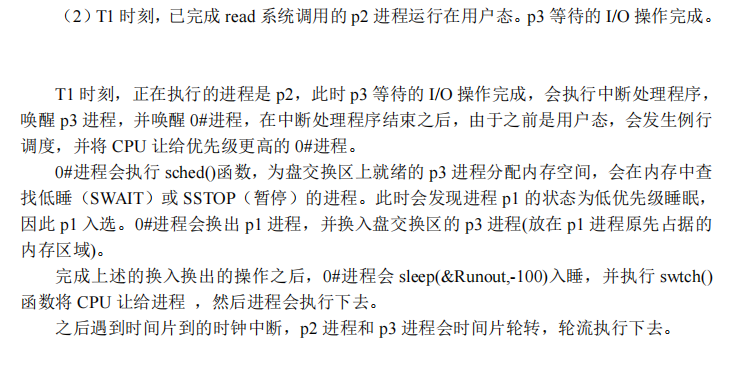 （2）T1 时刻，已完成 read 系统调用的 p2 进程运行在用户态。p3 等待的 I/O 操作完成。
T1 时刻，正在执行的进程是 p2，此时 p3 等待的 I/O 操作完成，会执行中断处理程序，
唤醒 p3 进程，并唤醒 0#进程，在中断处理程序结束之后，由于之前是用户态，会发生例行
调度，并将 CPU 让给优先级更高的 0#进程。
0#进程会执行 sched()函数，为盘交换区上就绪的 p3 进程分配内存空间，会在内存中查
找低睡（SWAIT）或 SSTOP（暂停）的进程。此时会发现进程 p1 的状态为低优先级睡眠，
因此 p1 入选。0#进程会换出 p1 进程，并换入盘交换区的 p3 进程(放在 p1 进程原先占据的
内存区域)。
完成上述的换入换出的操作之后，0#进程会 sleep(&Runout,-100)入睡，并执行 swtch()
函数将 CPU 让给进程 ，然后进程会执行下去。
之后遇到时间片到的时钟中断，p2 进程和 p3 进程会时间片轮转，轮流执行下去。